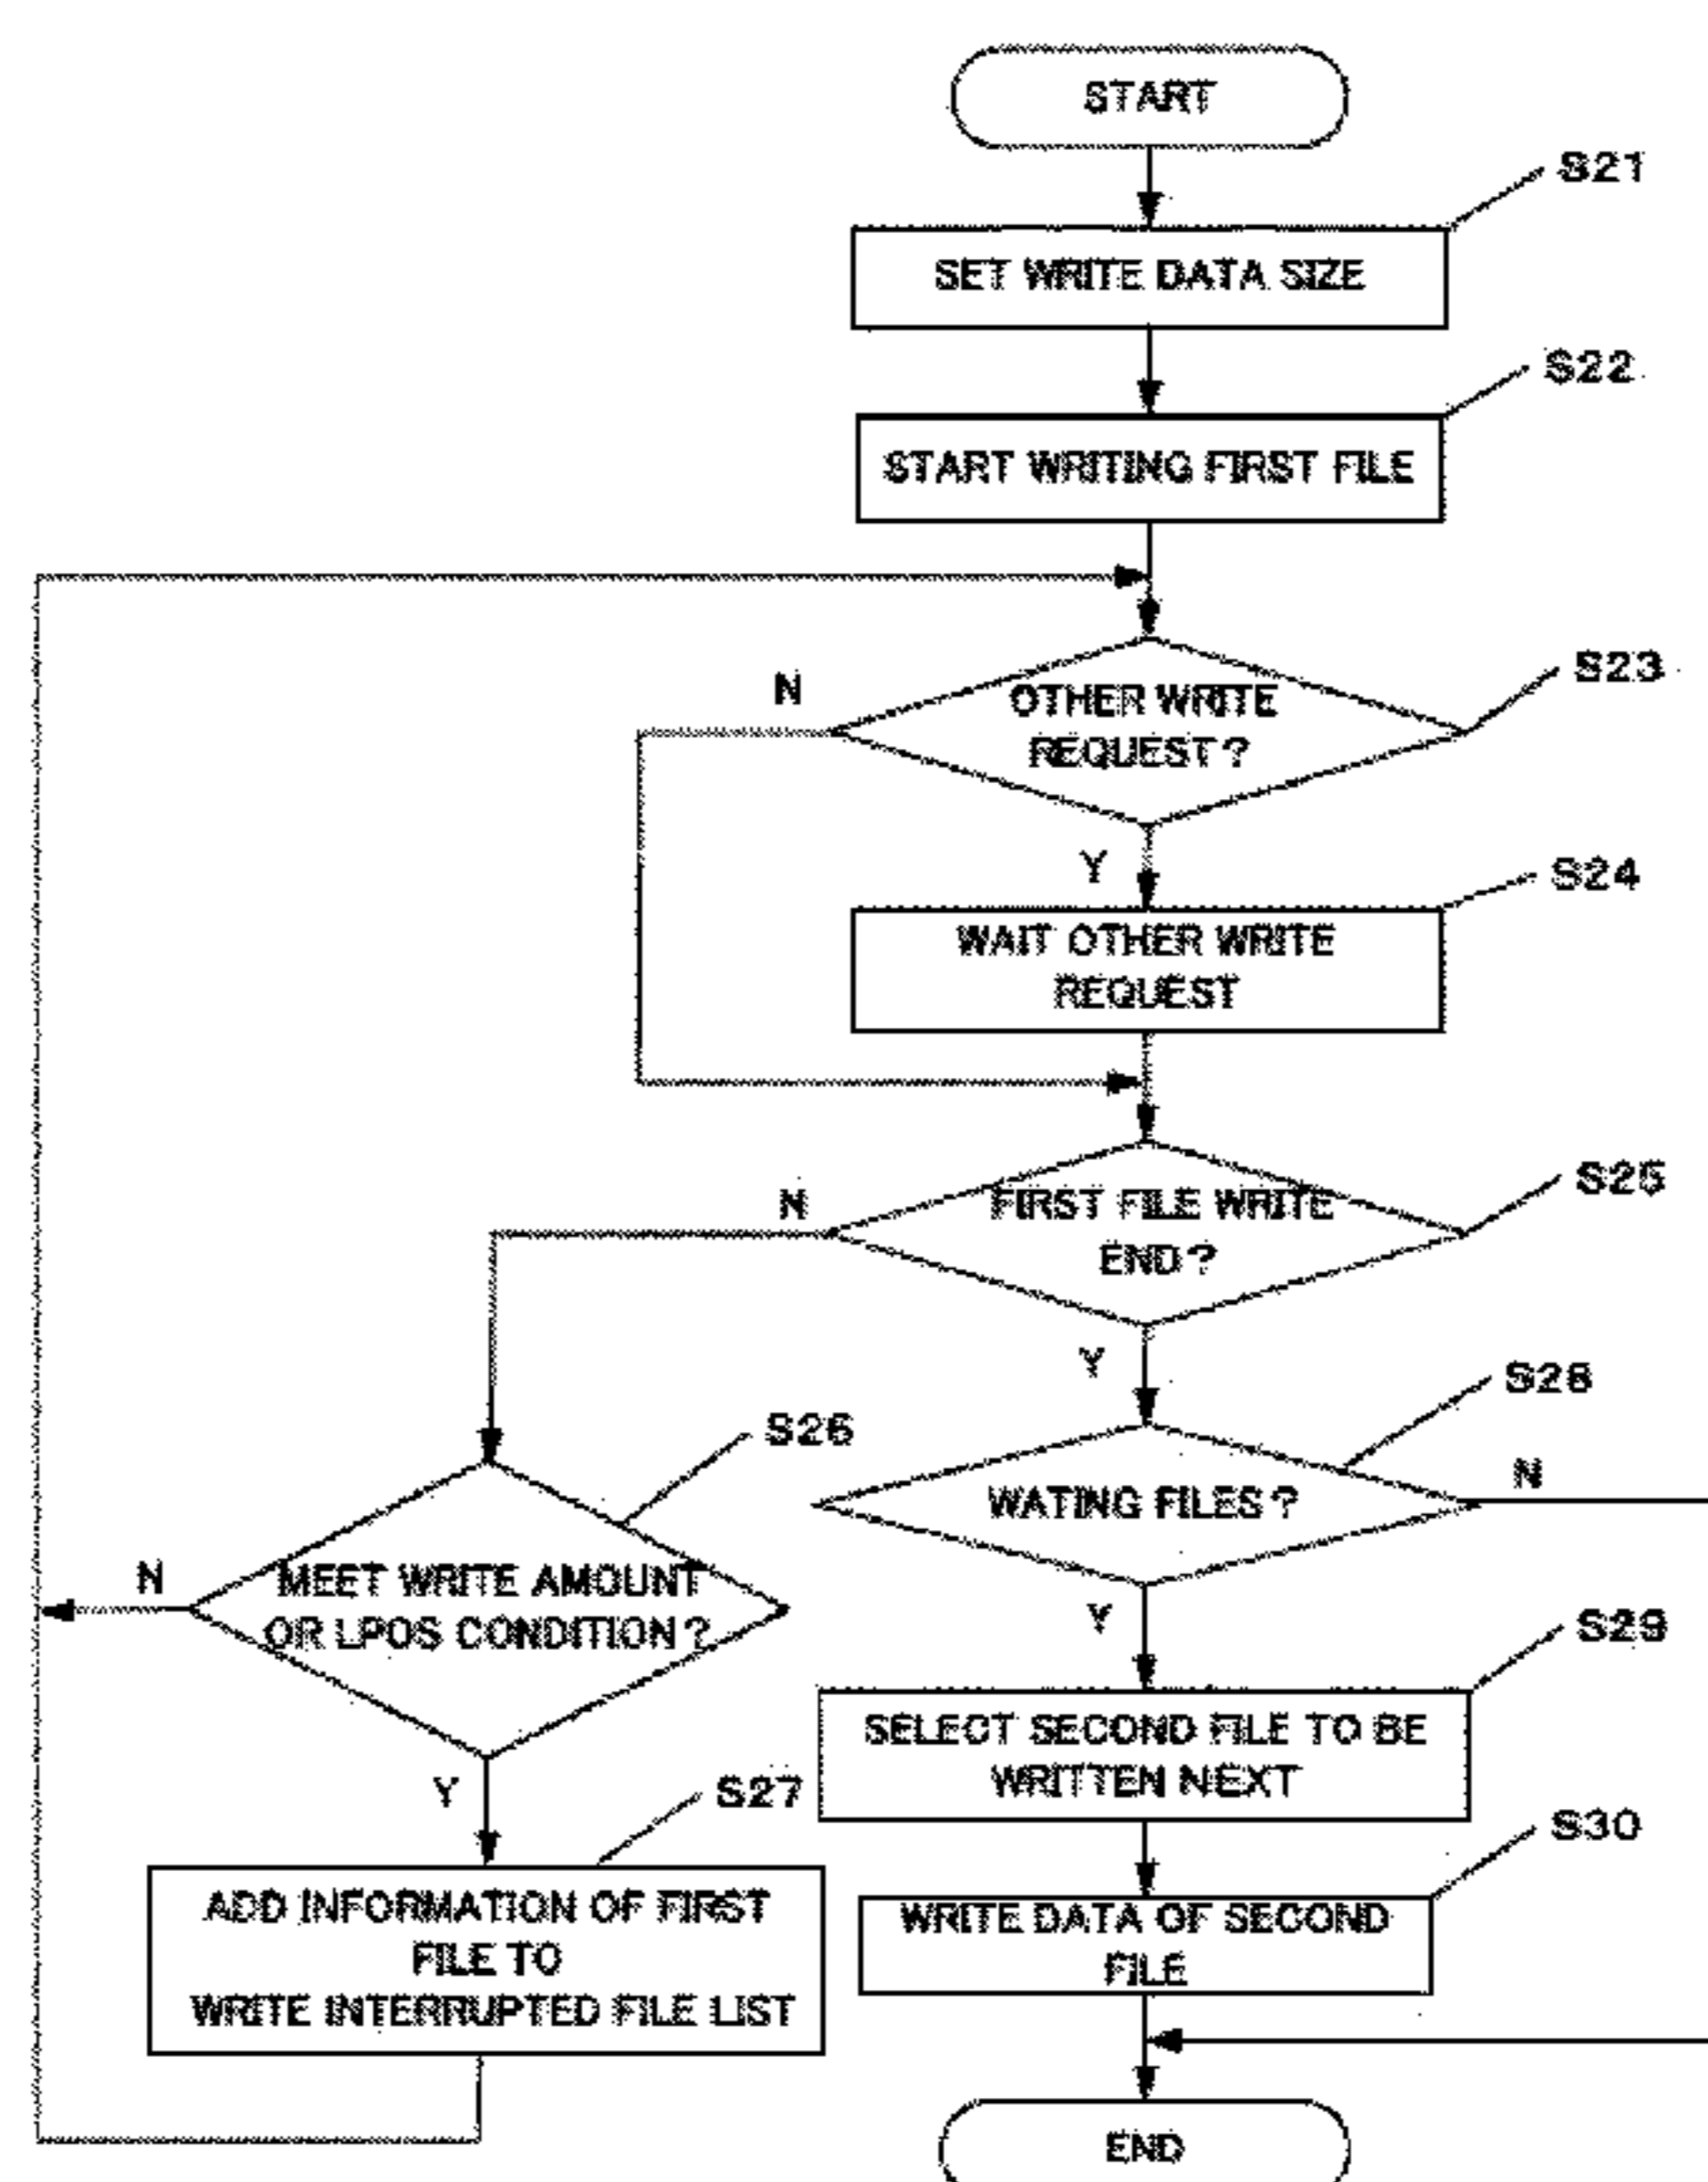 START
S21
SET WRITE DATA SIZE
S22
START WRITING FIRST FILE
S23
N
OTHER WRITE
REQUEST?
Y
S24
WAIT OTHER WRITE
REQUEST
S25
N
FIRST FILE WRITE
END?
Y
S28
S26
N
WATING FILES?
N
MEET WRITE AMOUNT
OR LPOS CONDITION?
Y
S29
SELECT SECOND FILE TO BE
WRITTEN NEXT
Y
S27
S30
ADD INFORMATION OF FIRST
FILE TO
WRITE INTERRUPTED FILE LIST
WRITE DATA OF SECOND
FILE
END